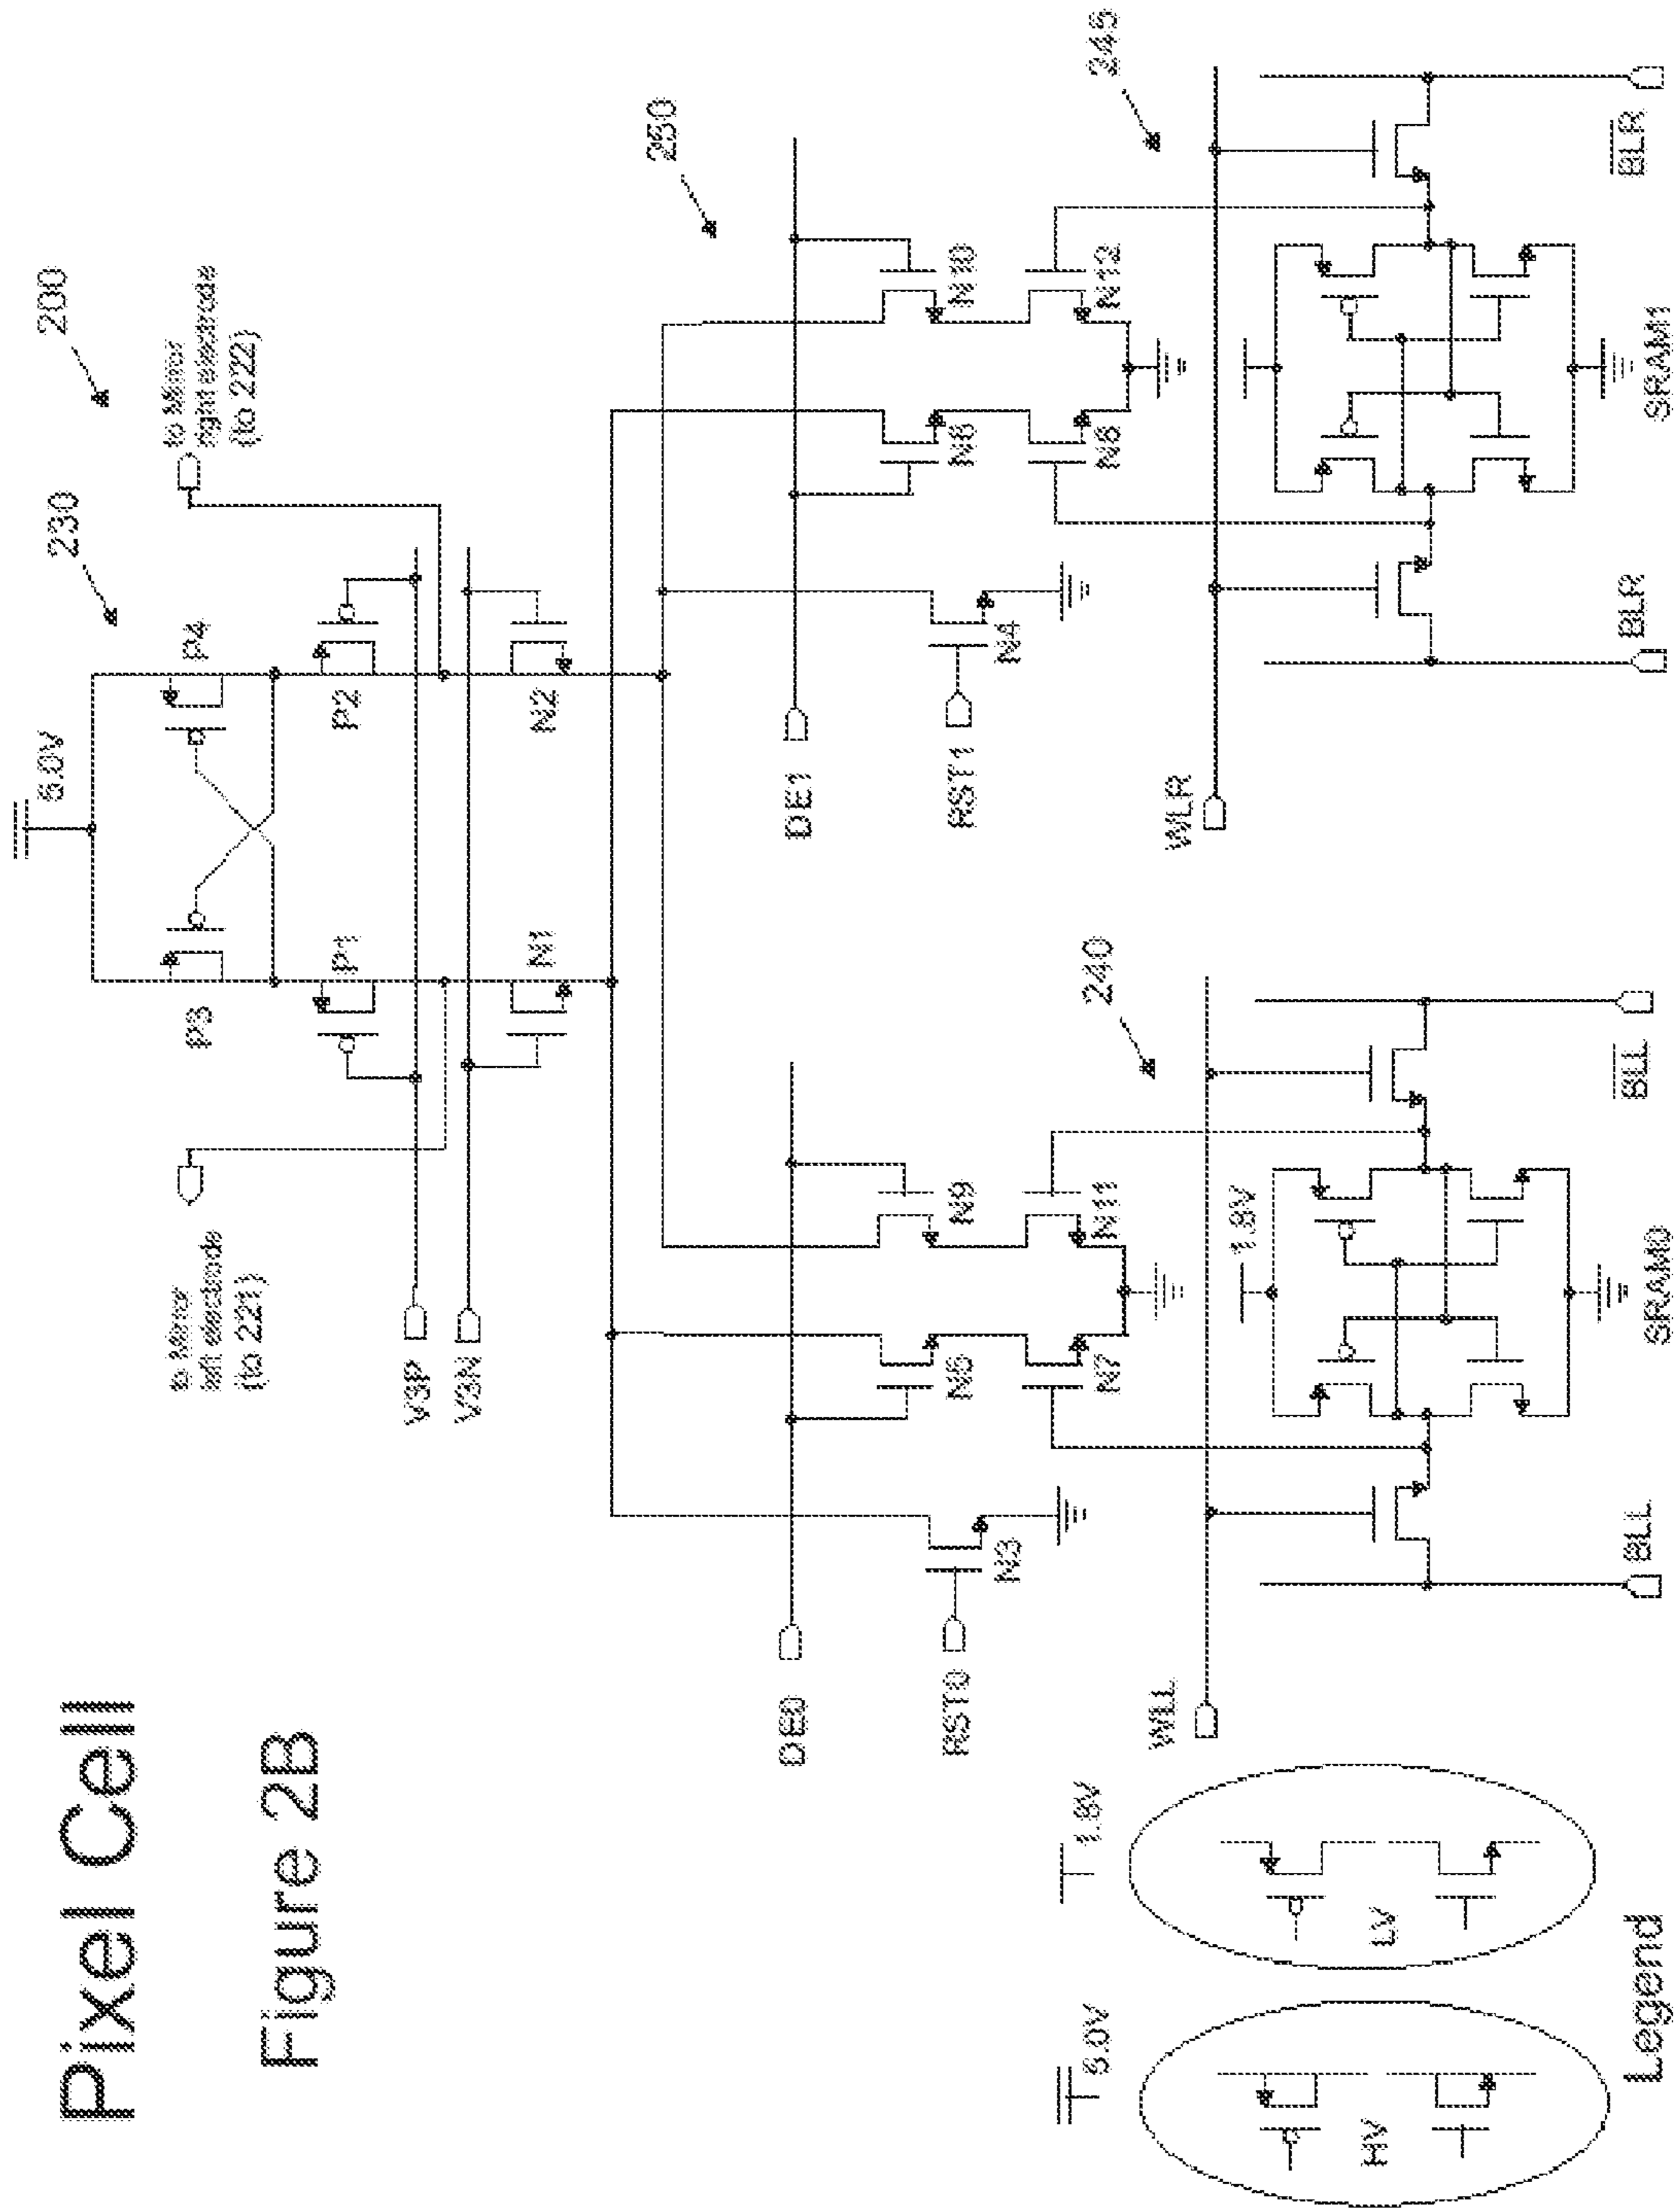 Pixel Cell
Figure 2B
5.0V
230
200
P3
P4
to Mirror
left electrode
(to 221)
to Mirror
right electrode
(to 222)
P1
P2
V3P
V3N
N1
N2
250
DE0
DE1
N5
N9
N6
N10
RST0
RST1
N3
N7
N11
N4
N8
N12
240
245
WLL
WLR
1.8V
BLL
SRAM0
BLL
BLR
SRAM1
BLR
5.0V
1.8V
HV
LV
Legend